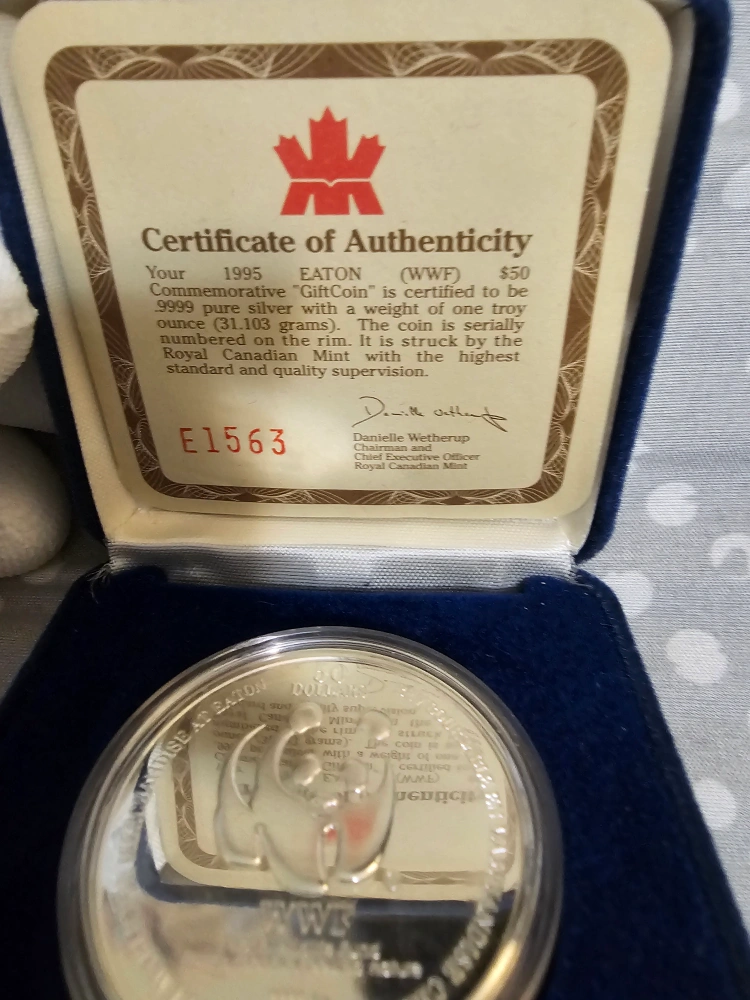 Certificate of Authenticity
Your 1995 EATON (WWF) $50
Commemorative "GiftCoin" is certified to be
.9999 pure silver with a weight of one troy
ounce (31.103 grams). The coin is serially
numbered on the rim. It is struck by the
Royal Canadian Mint with the highest
standard and quality supervision.
E1563
Danielle Wetherup
Chairman and
Chief Executive Officer
Royal Canadian Mint
AT EATON
WWF